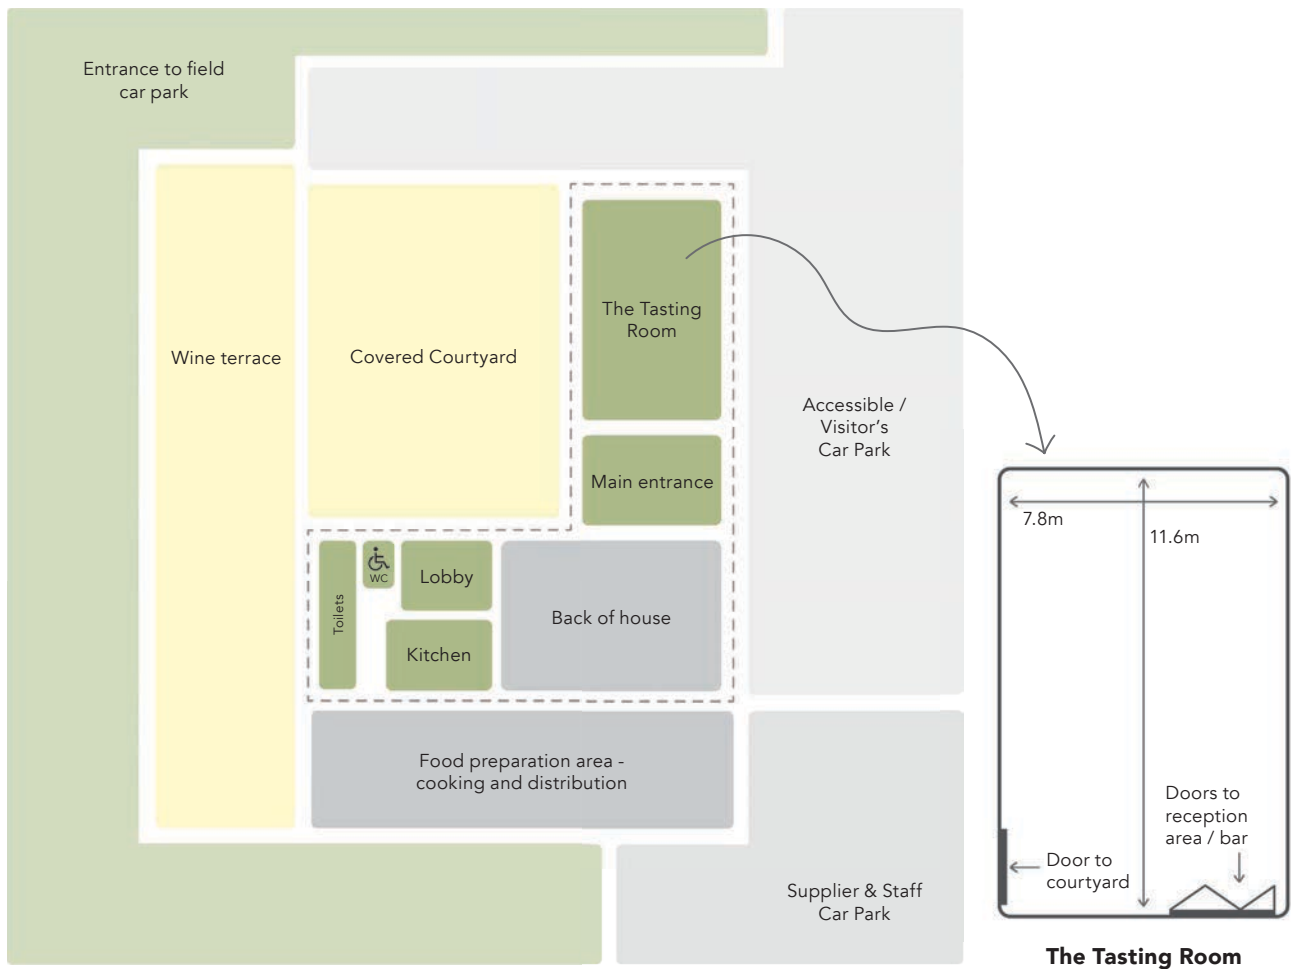 Entrance to field
car park
Wine terrace
Covered Courtyard
The Tasting
Room
Main entrance
Accessible /
Visitor’s
Car Park
Toilets
WC
Lobby
Kitchen
Back of house
Food preparation area -
cooking and distribution
Supplier & Staff
Car Park
7.8m
11.6m
Doors to
reception
area / bar
Door to
courtyard
The Tasting Room